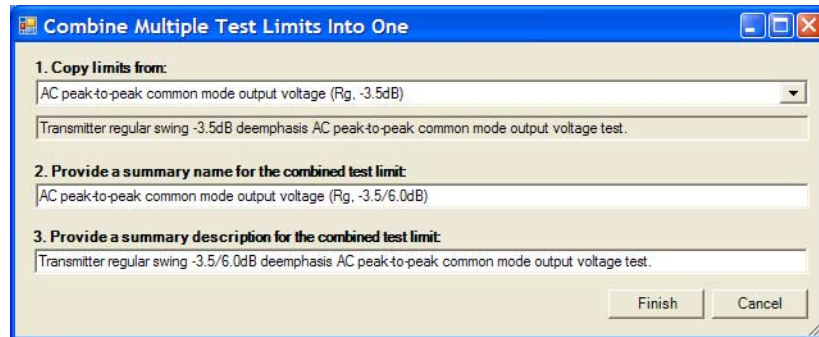 Combine Multiple Test Limits Into One
1. Copy limits from:
AC peak-to-peak common mode output voltage (Rg, -3.5dB)
Transmitter regular swing -3.5dB deemphasis AC peak-to-peak common mode output voltage test.
2. Provide a summary name for the combined test limit:
AC peak-to-peak common mode output voltage (Rg, -3.5/6.0dB)
3. Provide a summary description for the combined test limit:
Transmitter regular swing -3.5/6.0dB deemphasis AC peak-to-peak common mode output voltage test.
Finish Cancel